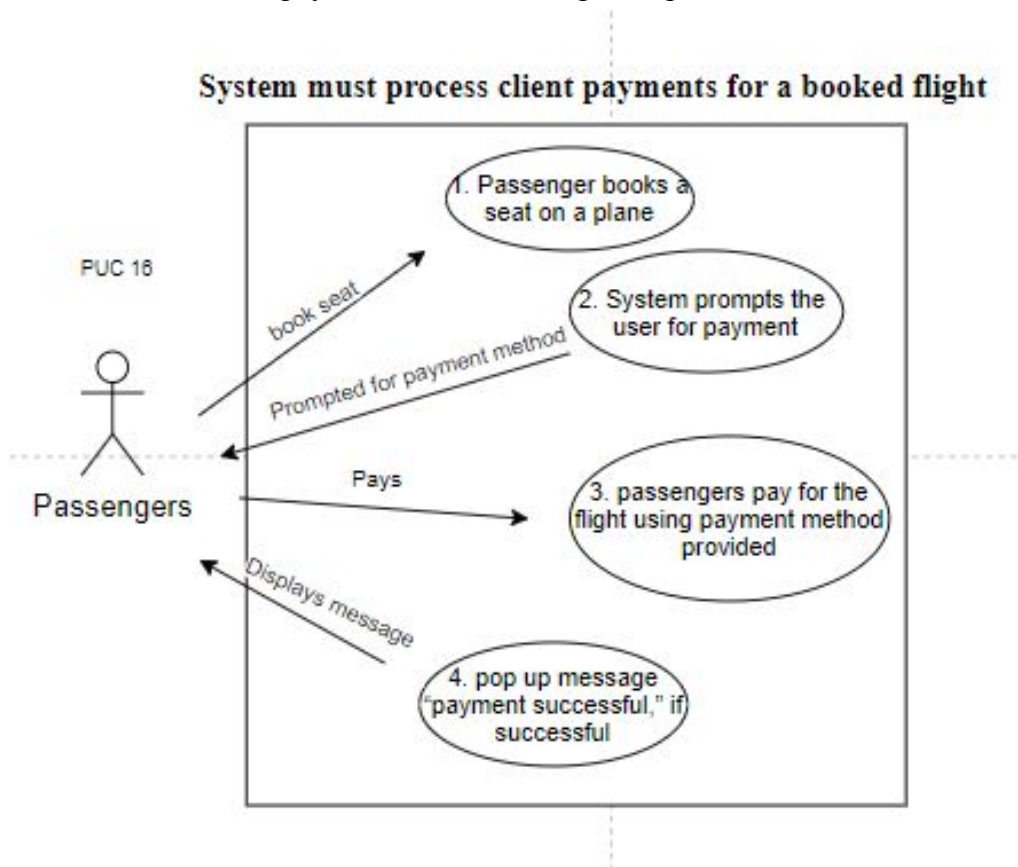 System must process client payments for a booked flight
1. Passenger books a
seat on a plane
PUC 16
2. System prompts the
user for payment
book seat
Prompted for payment method
Pays
3. passengers pay for the
flight using payment method
provided
Passengers
Displays message
4. pop up message
“payment successful,” if
successful